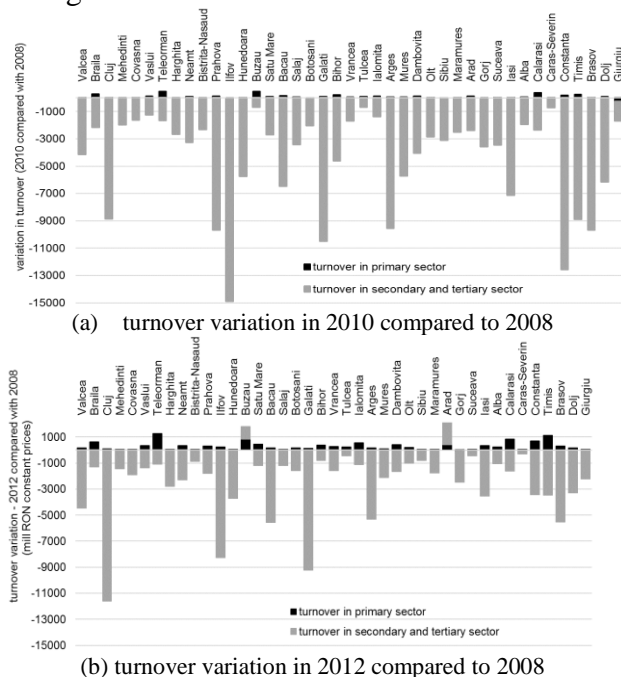 Valcea
Braila
Cluj
Mehedinti
Covasna
Vaslui
Teleorman
Harghita
Neamt
Bistrita-Nasaud
Prahova
Ilfov
Hunedoara
Buzau
Satu Mare
Bacau
Salaj
Botosani
Galati
Bihor
Vrancea
Tulcea
Ialomita
Arges
Mures
Dambovita
Olt
Sibiu
Maramures
Arad
Gorj
Suceava
Iasi
Alba
Calarasi
Caras-Severin
Constanta
Timis
Brasov
Dolj
Giurgiu
variation in turnover (2010 compared with 2008)
-1000
-3000
-5000
-7000
-9000
-11000
-13000
-15000
turnover in primary sector
turnover in secondary and tertiary sector
(a) turnover variation in 2010 compared to 2008
Valcea
Braila
Cluj
Mehedinti
Covasna
Vaslui
Teleorman
Harghita
Neamt
Bistrita-Nasaud
Prahova
Ilfov
Hunedoara
Buzau
Satu Mare
Bacau
Salaj
Botosani
Galati
Bihor
Vrancea
Tulcea
Ialomita
Arges
Mures
Dambovita
Olt
Sibiu
Maramures
Arad
Gorj
Suceava
Iasi
Alba
Calarasi
Caras-Severin
Constanta
Timis
Brasov
Dolj
Giurgiu
turnover variation - 2012 compared with 2008
(mill RON constant prices)
1000
-1000
-3000
-5000
-7000
-9000
-11000
-13000
-15000
turnover in primary sector
turnover in secondary and tertiary sector
(b) turnover variation in 2012 compared to 2008